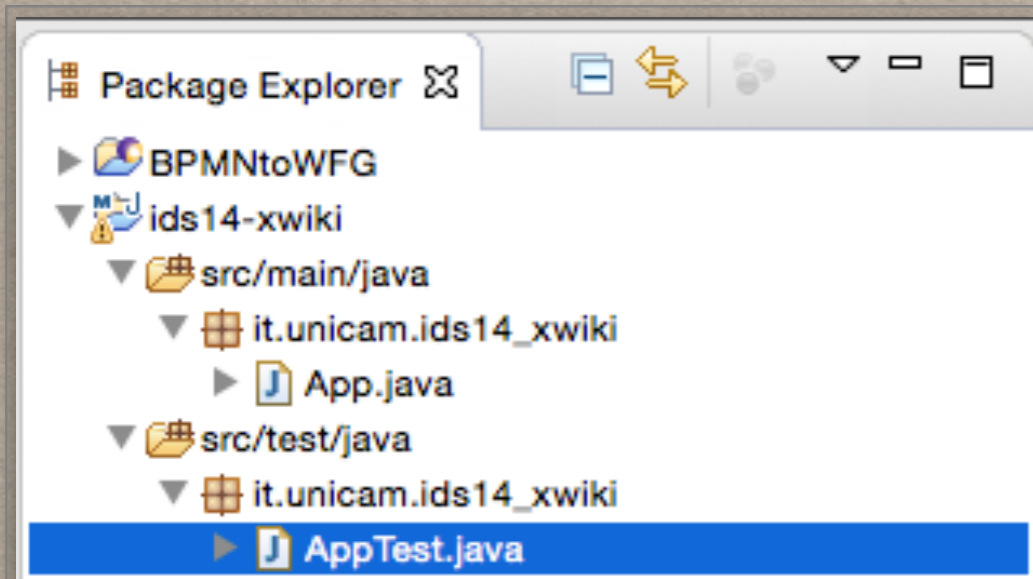 Package Explorer
BPMNtoWFG
ids14-xwiki
src/main/java
it.unicam.ids14_xwiki
App.java
src/test/java
it.unicam.ids14_xwiki
AppTest.java